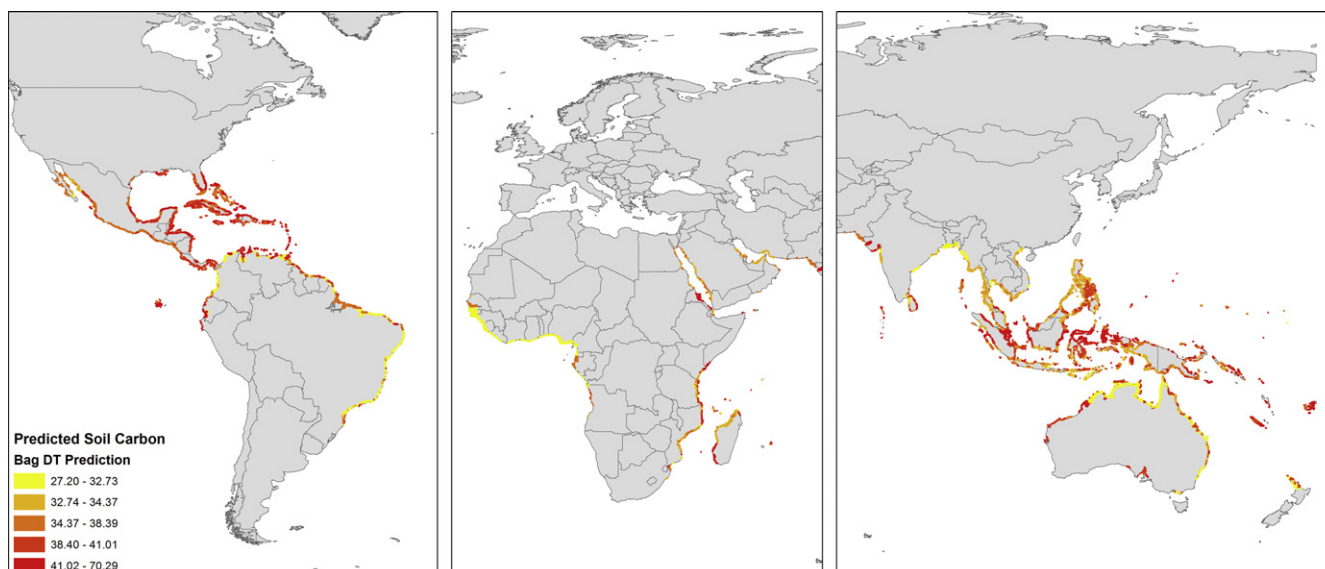 Predicted Soil Carbon
Bag DT Prediction
27.20 - 32.73
32.74 - 34.37
34.37 - 38.39
38.40 - 41.01
41.02 - 70.29